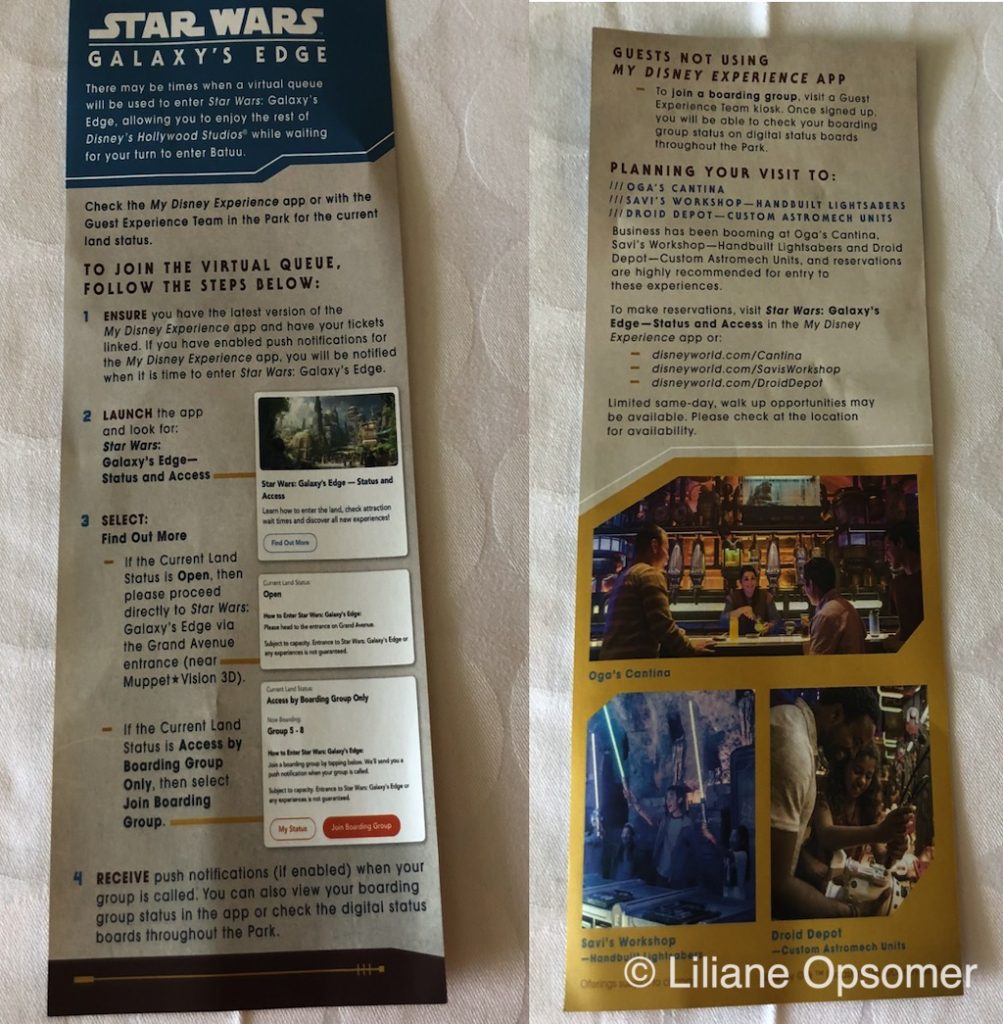 STAR WARS
GALAXY'S EDGE
There may be times when a virtual queue
will be used to enter Star Wars: Galaxy's
Edge, allowing you to enjoy the rest of
Disney's Hollywood Studios® while waiting
for your turn to enter Batuu.
Check the My Disney Experience app or with the
Guest Experience Team in the Park for the current
land status.
TO JOIN THE VIRTUAL QUEUE,
FOLLOW THE STEPS BELOW:
1 ENSURE you have the latest version of the
My Disney Experience app and have your tickets
linked. If you have enabled push notifications for
the My Disney Experience app, you will be notified
when it is time to enter Star Wars: Galaxy's Edge.
2 LAUNCH the app
and look for:
Star Wars:
Galaxy's Edge—
Status and Access
Star Wars: Galaxy's Edge — Status and
Access
Learn how to enter the land, check attraction
wait times and discover all new experiences!
Find Out More
3 SELECT:
Find Out More
– If the Current Land
Status is Open, then
please proceed
directly to Star Wars:
Galaxy's Edge via
the Grand Avenue
entrance (near
Muppet★Vision 3D).
Current Land Status:
Open
How to Enter Star Wars: Galaxy's Edge:
Please head to the entrance on Grand Avenue.
Subject to capacity. Entrance to Star Wars: Galaxy's Edge or
any experiences is not guaranteed.
– If the Current Land
Status is Access by
Boarding Group
Only, then select
Join Boarding
Group.
Current Land Status:
Access by Boarding Group Only
Now Boarding:
Group 5 - 8
How to Enter Star Wars: Galaxy's Edge:
Join a boarding group by tapping below. We'll send you a
push notification when your group is called.
Subject to capacity. Entrance to Star Wars: Galaxy's Edge or
any experiences is not guaranteed.
My Status
Join Boarding Group
4 RECEIVE push notifications (if enabled) when your
group is called. You can also view your boarding
group status in the app or check the digital status
boards throughout the Park.
GUESTS NOT USING
MY DISNEY EXPERIENCE APP
– To join a boarding group, visit a Guest
Experience Team kiosk. Once signed up,
you will be able to check your boarding
group status on digital status boards
throughout the Park.
PLANNING YOUR VISIT TO:
///OGA'S CANTINA
///SAVI'S WORKSHOP—HANDBUILT LIGHTSABERS
///DROID DEPOT—CUSTOM ASTROMECH UNITS
Business has been booming at Oga's Cantina,
Savi's Workshop—Handbuilt Lightsabers and Droid
Depot—Custom Astromech Units, and reservations
are highly recommended for entry to
these experiences.
To make reservations, visit Star Wars: Galaxy's
Edge—Status and Access in the My Disney
Experience app or:
– disneyworld.com/Cantina
– disneyworld.com/SavisWorkshop
– disneyworld.com/DroidDepot
Limited same-day, walk up opportunities may
be available. Please check at the location
for availability.
Oga's Cantina
Savi's Workshop
—Handbuilt Lightsabers
Droid Depot
—Custom Astromech Units
Offerings
© Liliane Opsomer